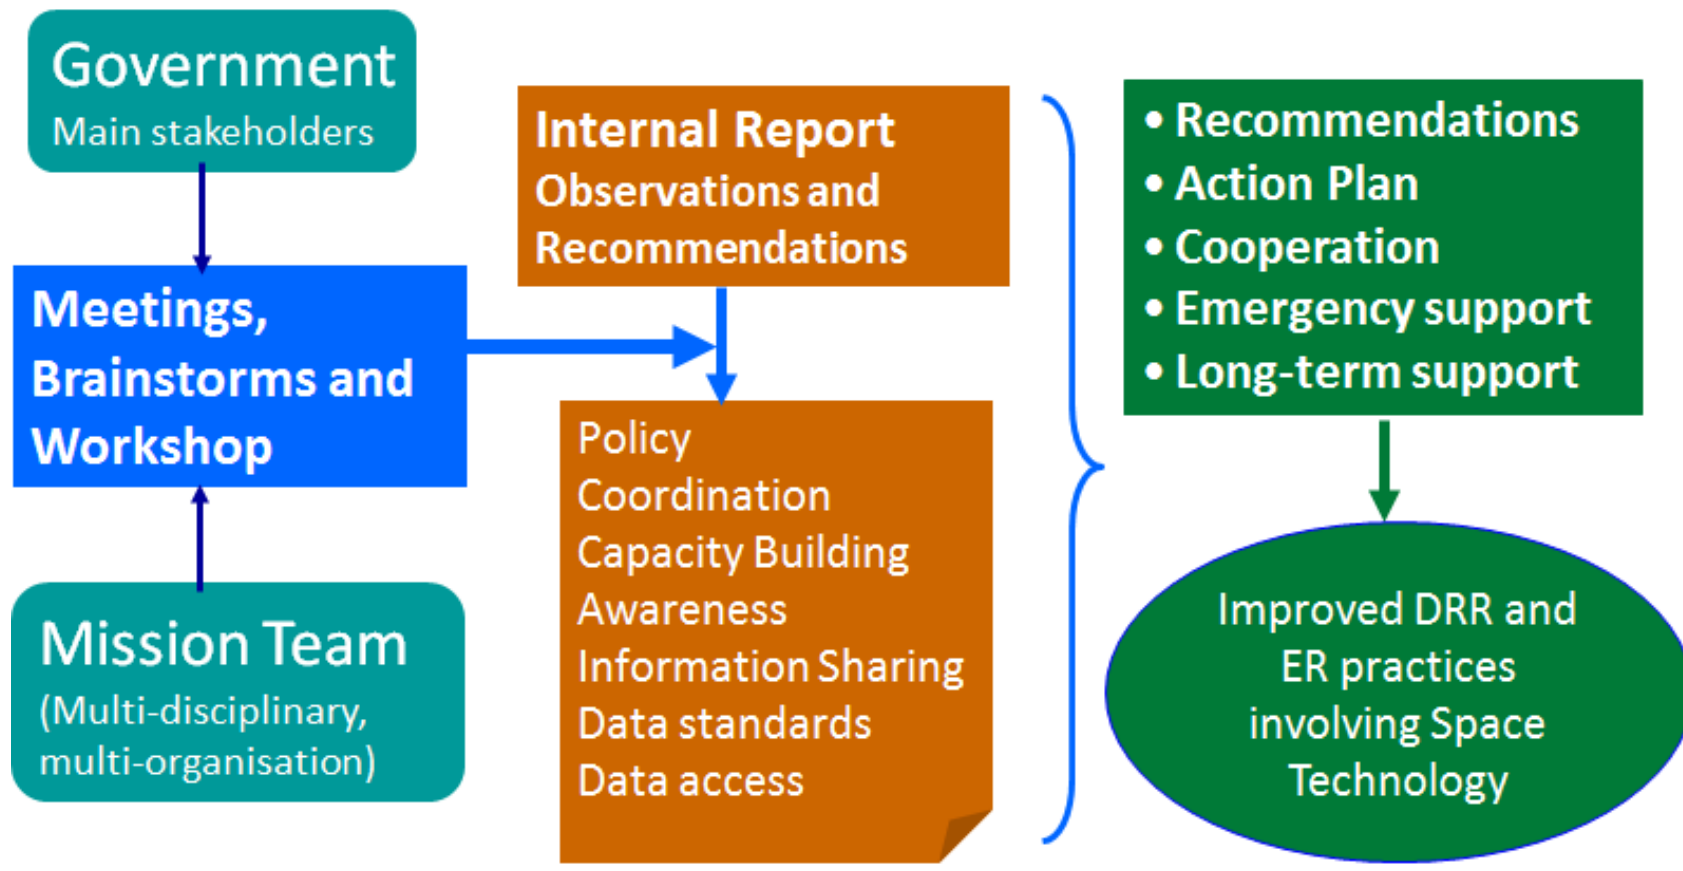 Government
Main stakeholders
Meetings,
Brainstorms and
Workshop
Mission Team
(Multi-disciplinary,
multi-organisation)
Internal Report
Observations and
Recommendations
Policy
Coordination
Capacity Building
Awareness
Information Sharing
Data standards
Data access
• Recommendations
• Action Plan
• Cooperation
• Emergency support
• Long-term support
Improved DRR and
ER practices
involving Space
Technology